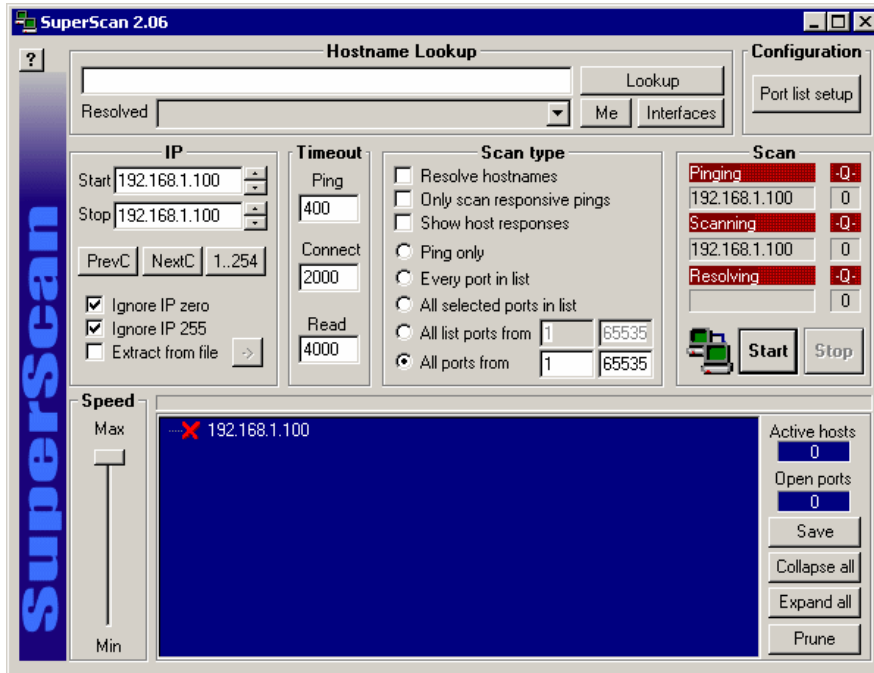 SuperScan 2.06
?
Hostname Lookup
Lookup
Resolved
Me
Interfaces
Configuration
Port list setup
IP
Start 192.168.1.100
Stop 192.168.1.100
PrevC
NextC
1..254
Ignore IP zero
Ignore IP 255
Extract from file
->
Timeout
Ping
400
Connect
2000
Read
4000
Scan type
Resolve hostnames
Only scan responsive pings
Show host responses
Ping only
Every port in list
All selected ports in list
All list ports from 1 65535
All ports from 1 65535
Scan
Pinging -Q-
192.168.1.100 0
Scanning -Q-
192.168.1.100 0
Resolving -Q-
0
Start
Stop
SuperScan
Speed
Max
Min
192.168.1.100
Active hosts
0
Open ports
0
Save
Collapse all
Expand all
Prune